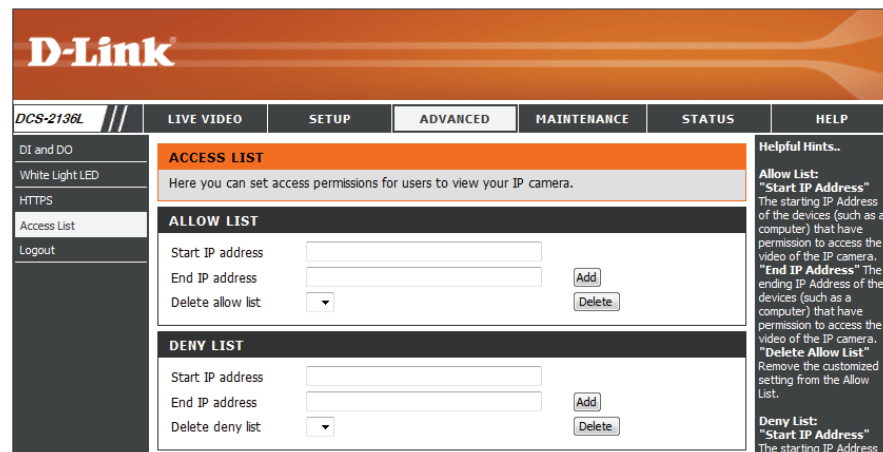 D-Link®
DCS-2136L
LIVE VIDEO
SETUP
ADVANCED
MAINTENANCE
STATUS
HELP
DI and DO
White Light LED
HTTPS
Access List
Logout
ACCESS LIST
Here you can set access permissions for users to view your IP camera.
ALLOW LIST
Start IP address
End IP address
Add
Delete allow list
Delete
DENY LIST
Start IP address
End IP address
Add
Delete deny list
Delete
Helpful Hints..
Allow List:
"Start IP Address"
The starting IP Address
of the devices (such as a
computer) that have
permission to access the
video of the IP camera.
"End IP Address" The
ending IP Address of the
devices (such as a
computer) that have
permission to access the
video of the IP camera.
"Delete Allow List"
Remove the customized
setting from the Allow
List.
Deny List:
"Start IP Address"
The starting IP Address